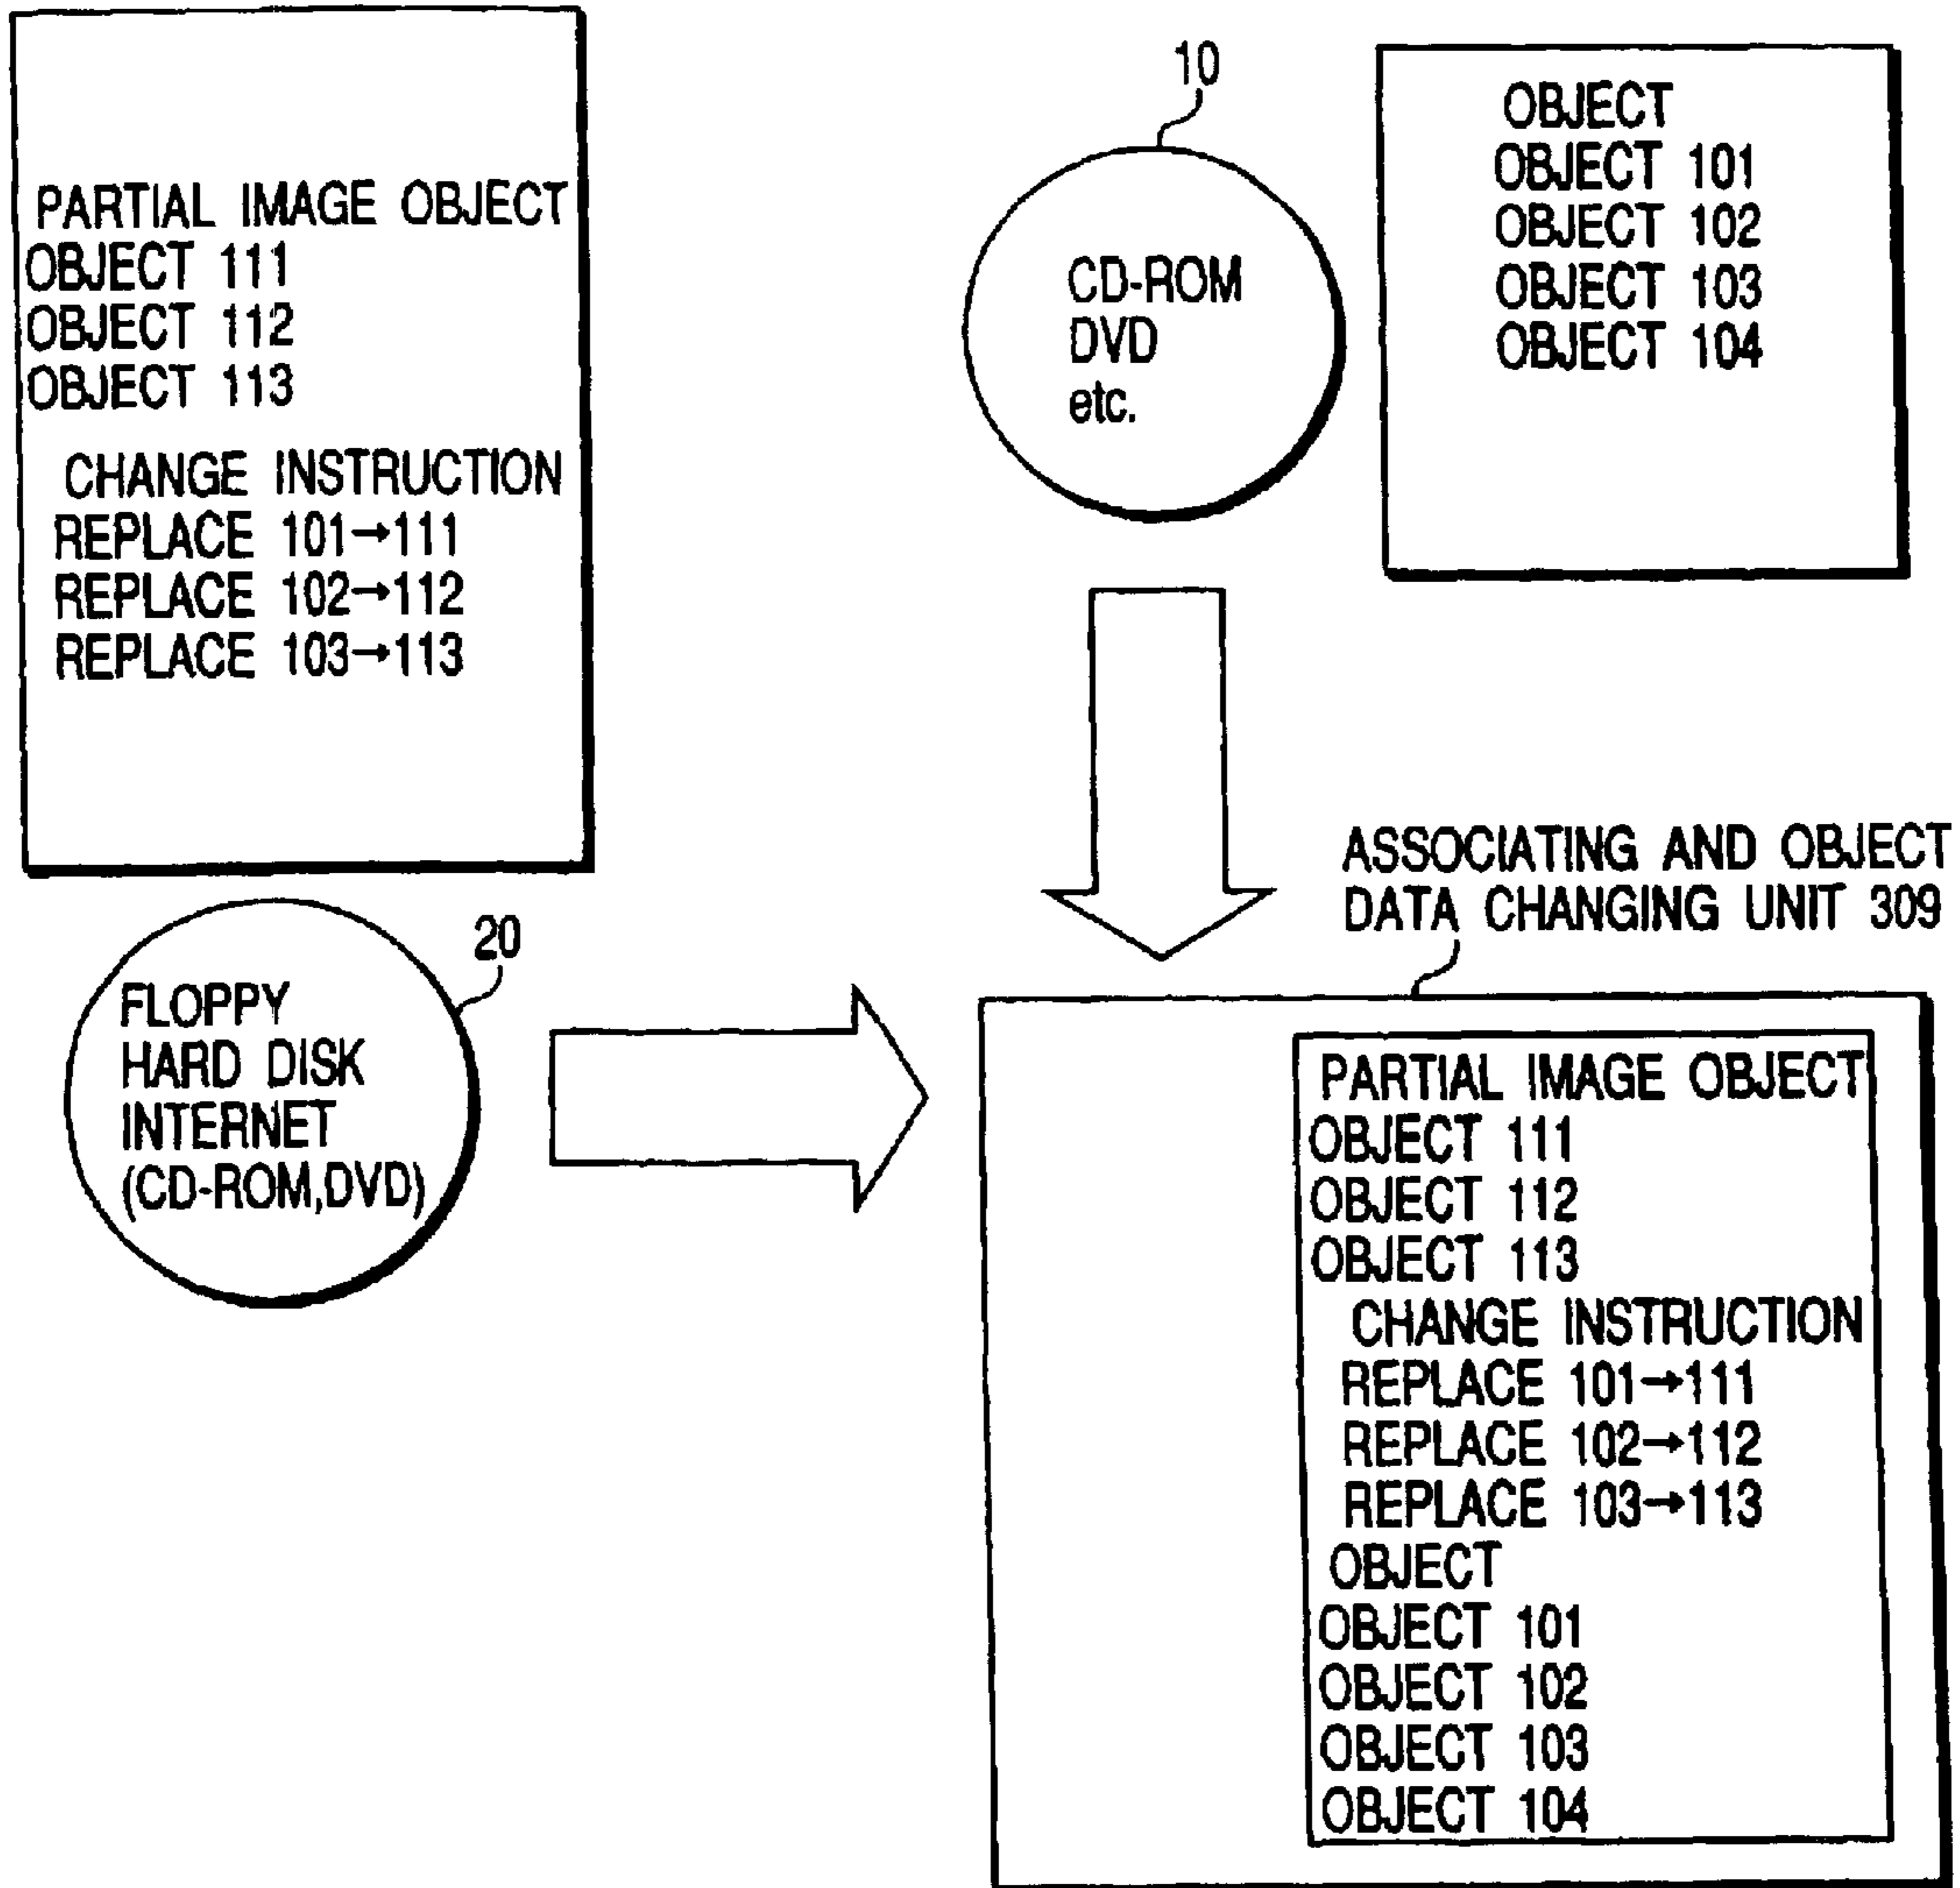 PARTIAL IMAGE OBJECT
OBJECT 111
OBJECT 112
OBJECT 113
CHANGE INSTRUCTION
REPLACE 101→111
REPLACE 102→112
REPLACE 103→113
10
CD-ROM
DVD
etc.
OBJECT
OBJECT 101
OBJECT 102
OBJECT 103
OBJECT 104
20
FLOPPY
HARD DISK
INTERNET
(CD-ROM,DVD)
ASSOCIATING AND OBJECT
DATA CHANGING UNIT 309
PARTIAL IMAGE OBJECT
OBJECT 111
OBJECT 112
OBJECT 113
CHANGE INSTRUCTION
REPLACE 101→111
REPLACE 102→112
REPLACE 103→113
OBJECT
OBJECT 101
OBJECT 102
OBJECT 103
OBJECT 104